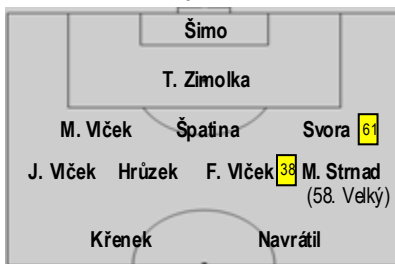 Šimo
T. Zimolka
M. Vlček Špatina Svora 61
J. Vlček Hrůzek F. Vlček 38 M. Strnad
(58. Velký)
Křenek Navrátil